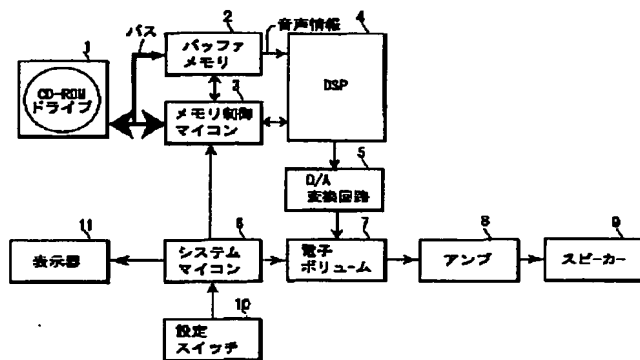 バス
1
CD-ROM
ドライブ
2
バッファ
メモリ
音声情報
4
DSP
3
メモリ制御
マイコン
5
D/A
変換回路
11
表示器
6
システム
マイコン
7
電子
ボリューム
8
アンプ
9
スピーカー
10
設定
スイッチ